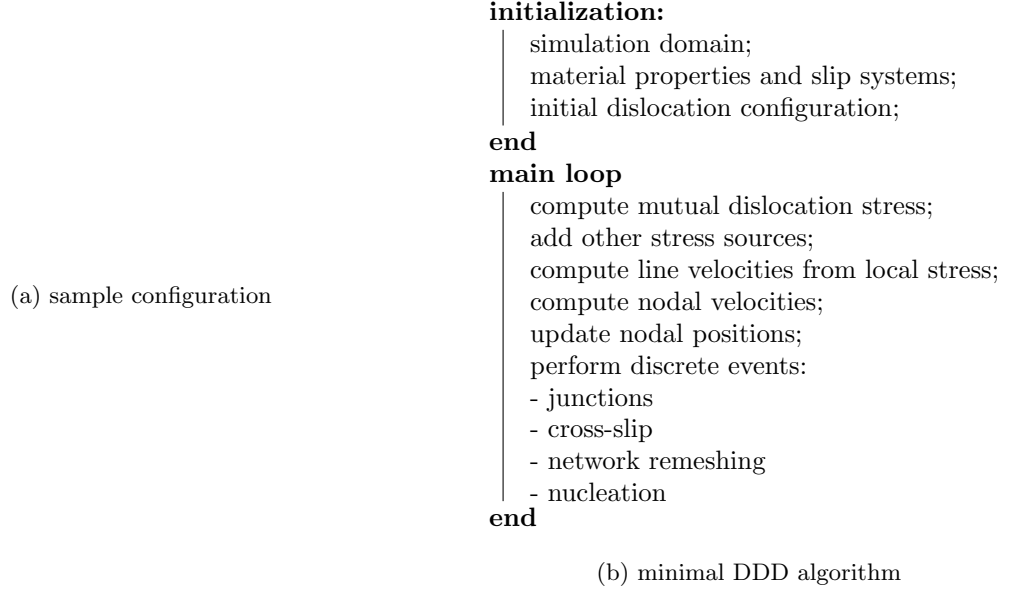 initialization:
simulation domain;
material properties and slip systems;
initial dislocation configuration;
end
main loop
compute mutual dislocation stress;
add other stress sources;
compute line velocities from local stress;
compute nodal velocities;
update nodal positions;
perform discrete events:
- junctions
- cross-slip
- network remeshing
- nucleation
end
(a) sample configuration
(b) minimal DDD algorithm